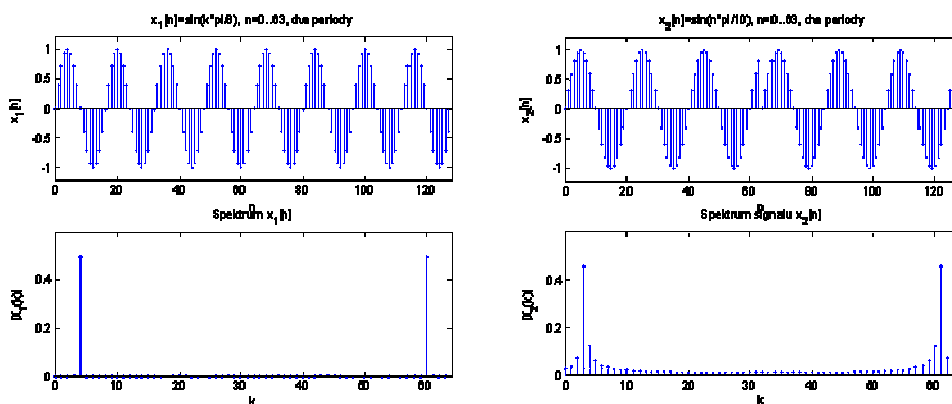 x1[n]=sin(k*pi/8), n=0..63, dve periody
x1[n]
1
0.5
0
-0.5
-1
0 20 40 60 80 100 120
n
Spektrum x1[n]
|X1(k)|
0.4
0.2
0
0 10 20 30 40 50 60
k
x2[n]=sin(n*pi/10), n=0..63, dve periody
x2[n]
1
0.5
0
-0.5
-1
0 20 40 60 80 100 120
n
Spektrum signalu x2[n]
|X2(k)|
0.4
0.2
0
0 10 20 30 40 50 60
k